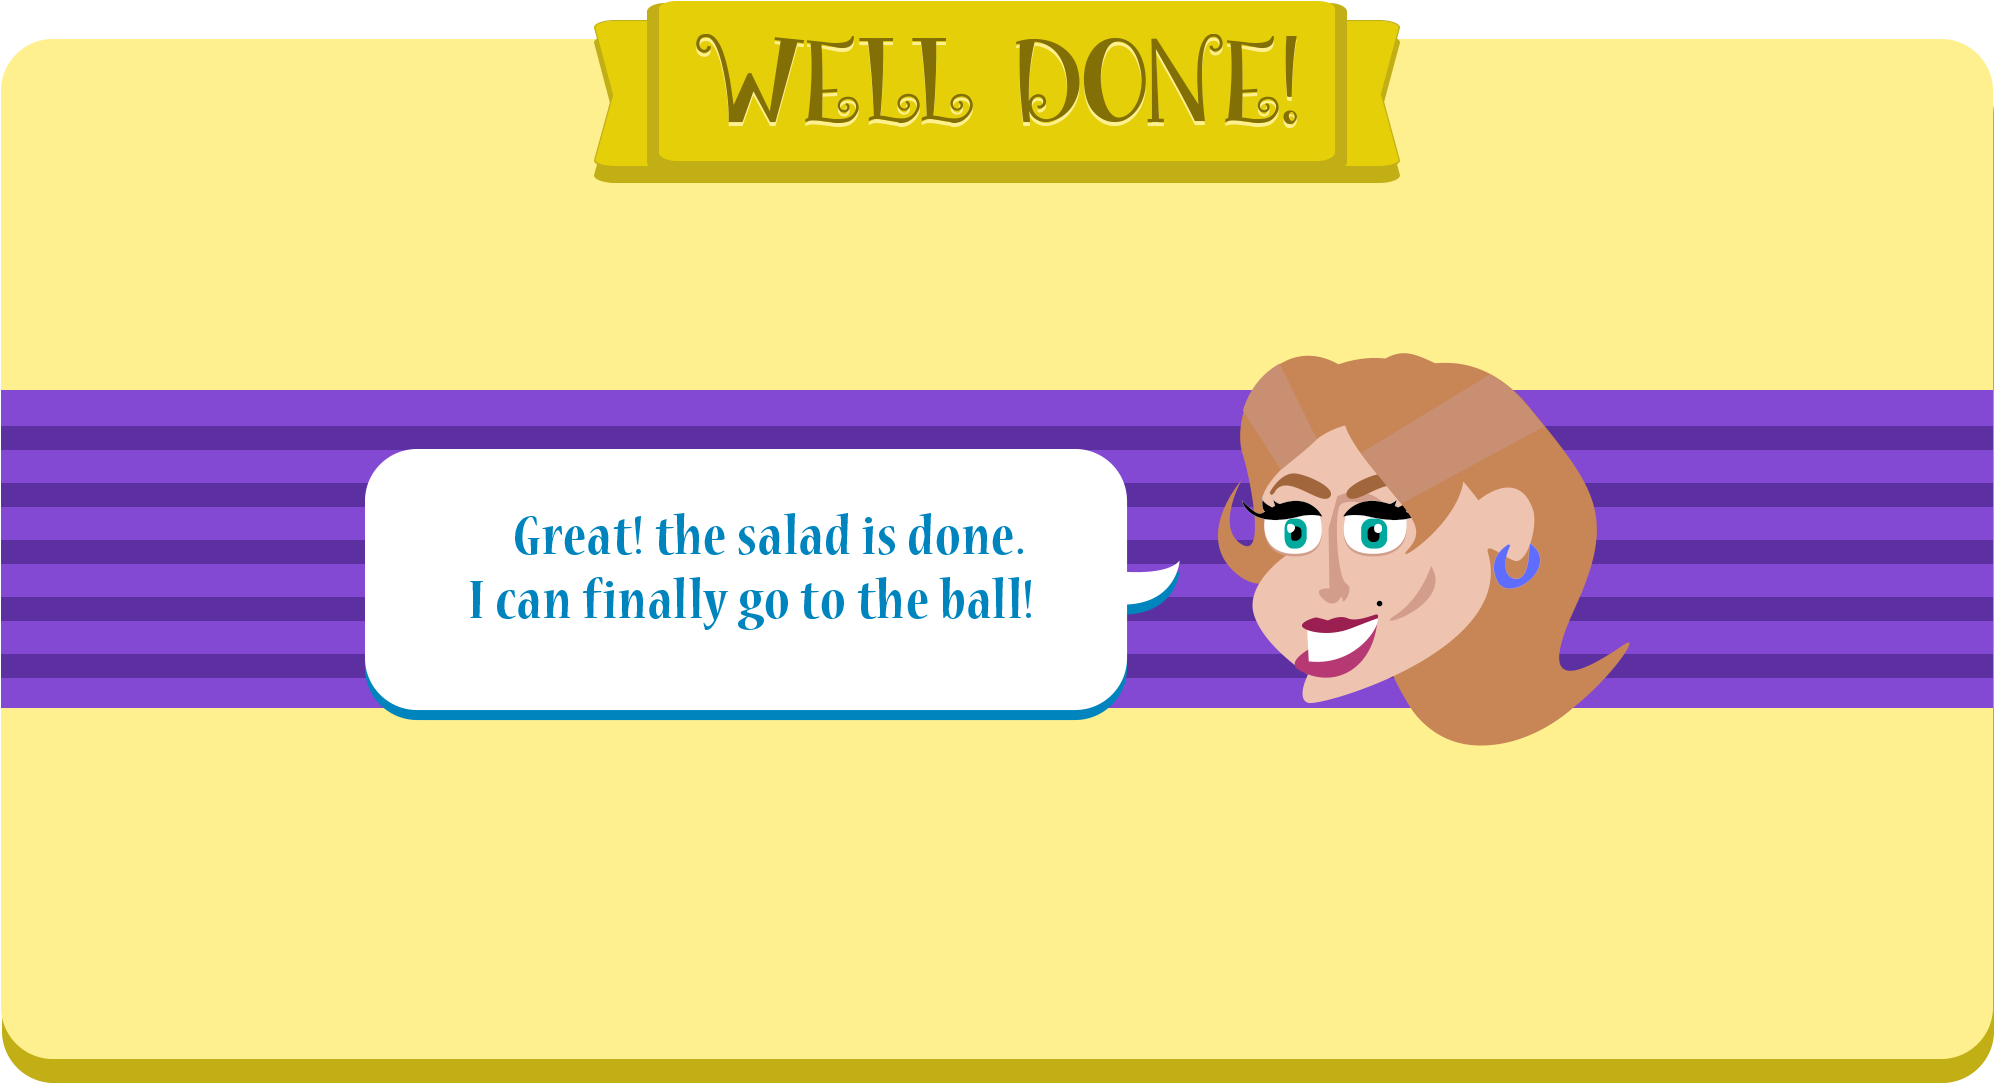 WELL DONE!
Great! the salad is done.
I can finally go to the ball!